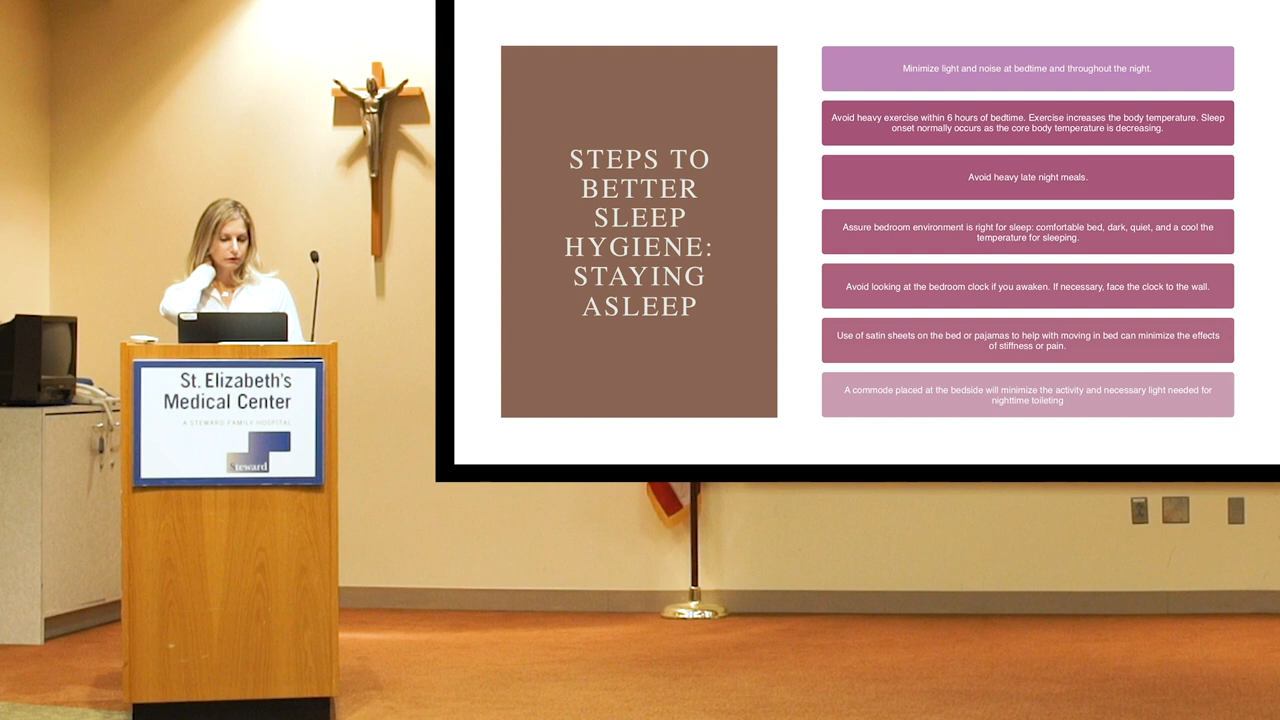 STEPS TO
BETTER
SLEEP
HYGIENE:
STAYING
ASLEEP
Minimize light and noise at bedtime and throughout the night.
Avoid heavy exercise within 6 hours of bedtime. Exercise increases the body temperature. Sleep
onset normally occurs as the core body temperature is decreasing.
Avoid heavy late night meals.
Assure bedroom environment is right for sleep: comfortable bed, dark, quiet, and a cool the
temperature for sleeping.
Avoid looking at the bedroom clock if you awaken. If necessary, face the clock to the wall.
Use of satin sheets on the bed or pajamas to help with moving in bed can minimize the effects
of stiffness or pain.
A commode placed at the bedside will minimize the activity and necessary light needed for
nighttime toileting
St. Elizabeth's
Medical Center
A STEWARD FAMILY HOSPITAL
Steward